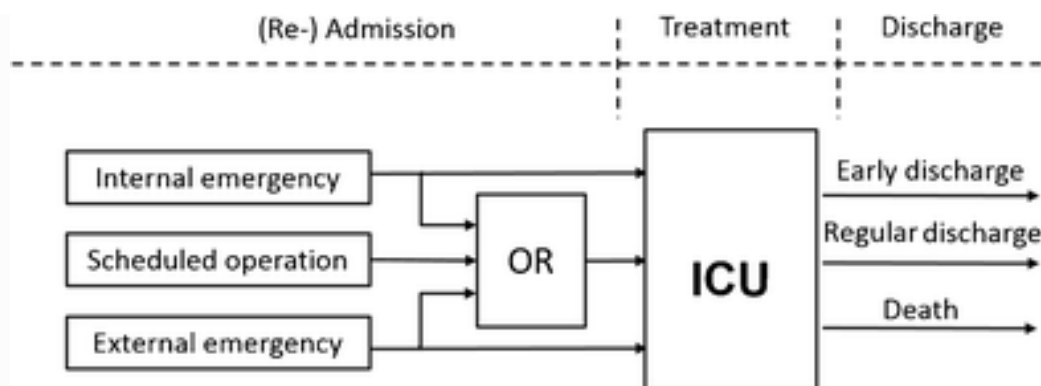 (Re-) Admission
Treatment
Discharge
Internal emergency
Scheduled operation
External emergency
OR
ICU
Early discharge
Regular discharge
Death